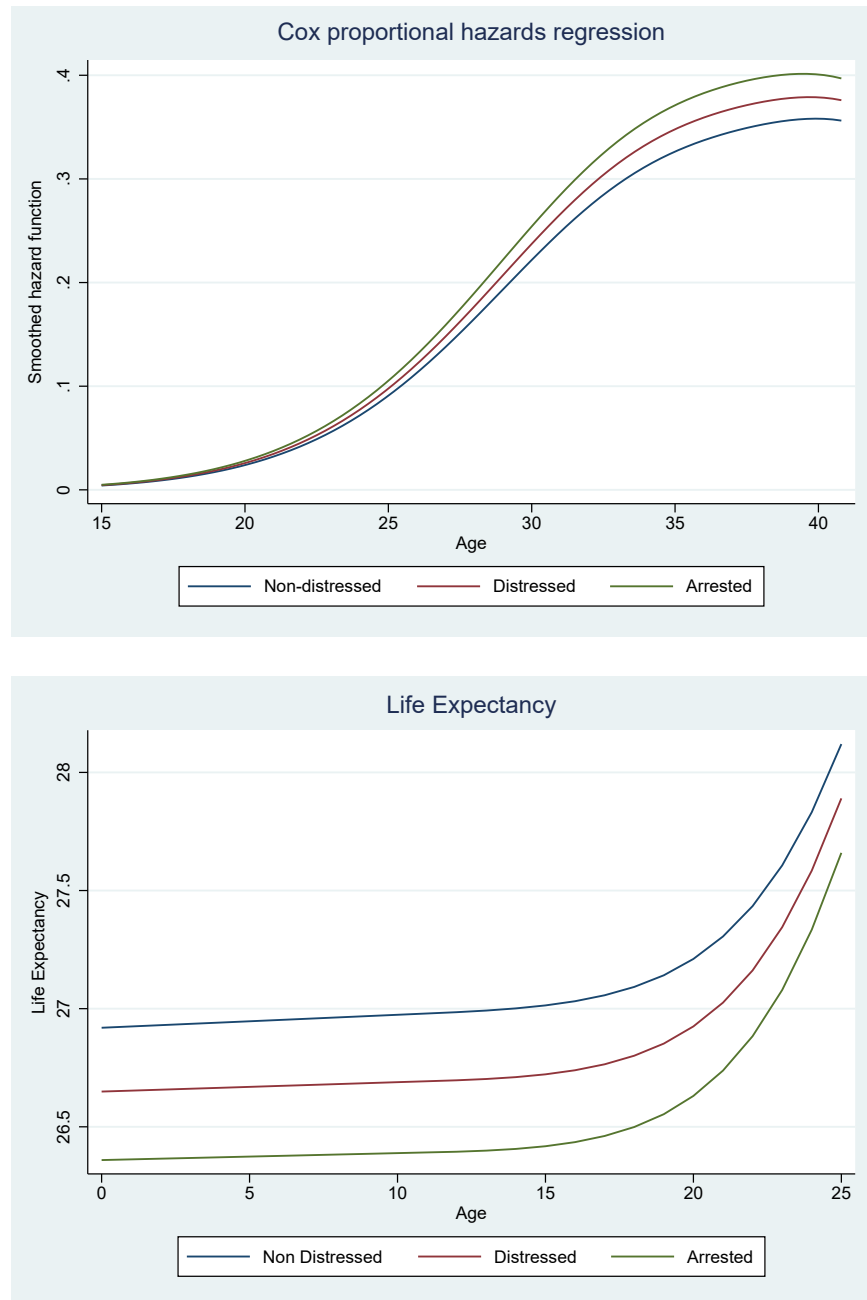 Cox proportional hazards regression
Smoothed hazard function
.4
.3
.2
.1
0
15 20 25 30 35 40
Age
Non-distressed Distressed Arrested
Life Expectancy
Life Expectancy
28
27.5
27
26.5
0 5 10 15 20 25
Age
Non Distressed Distressed Arrested